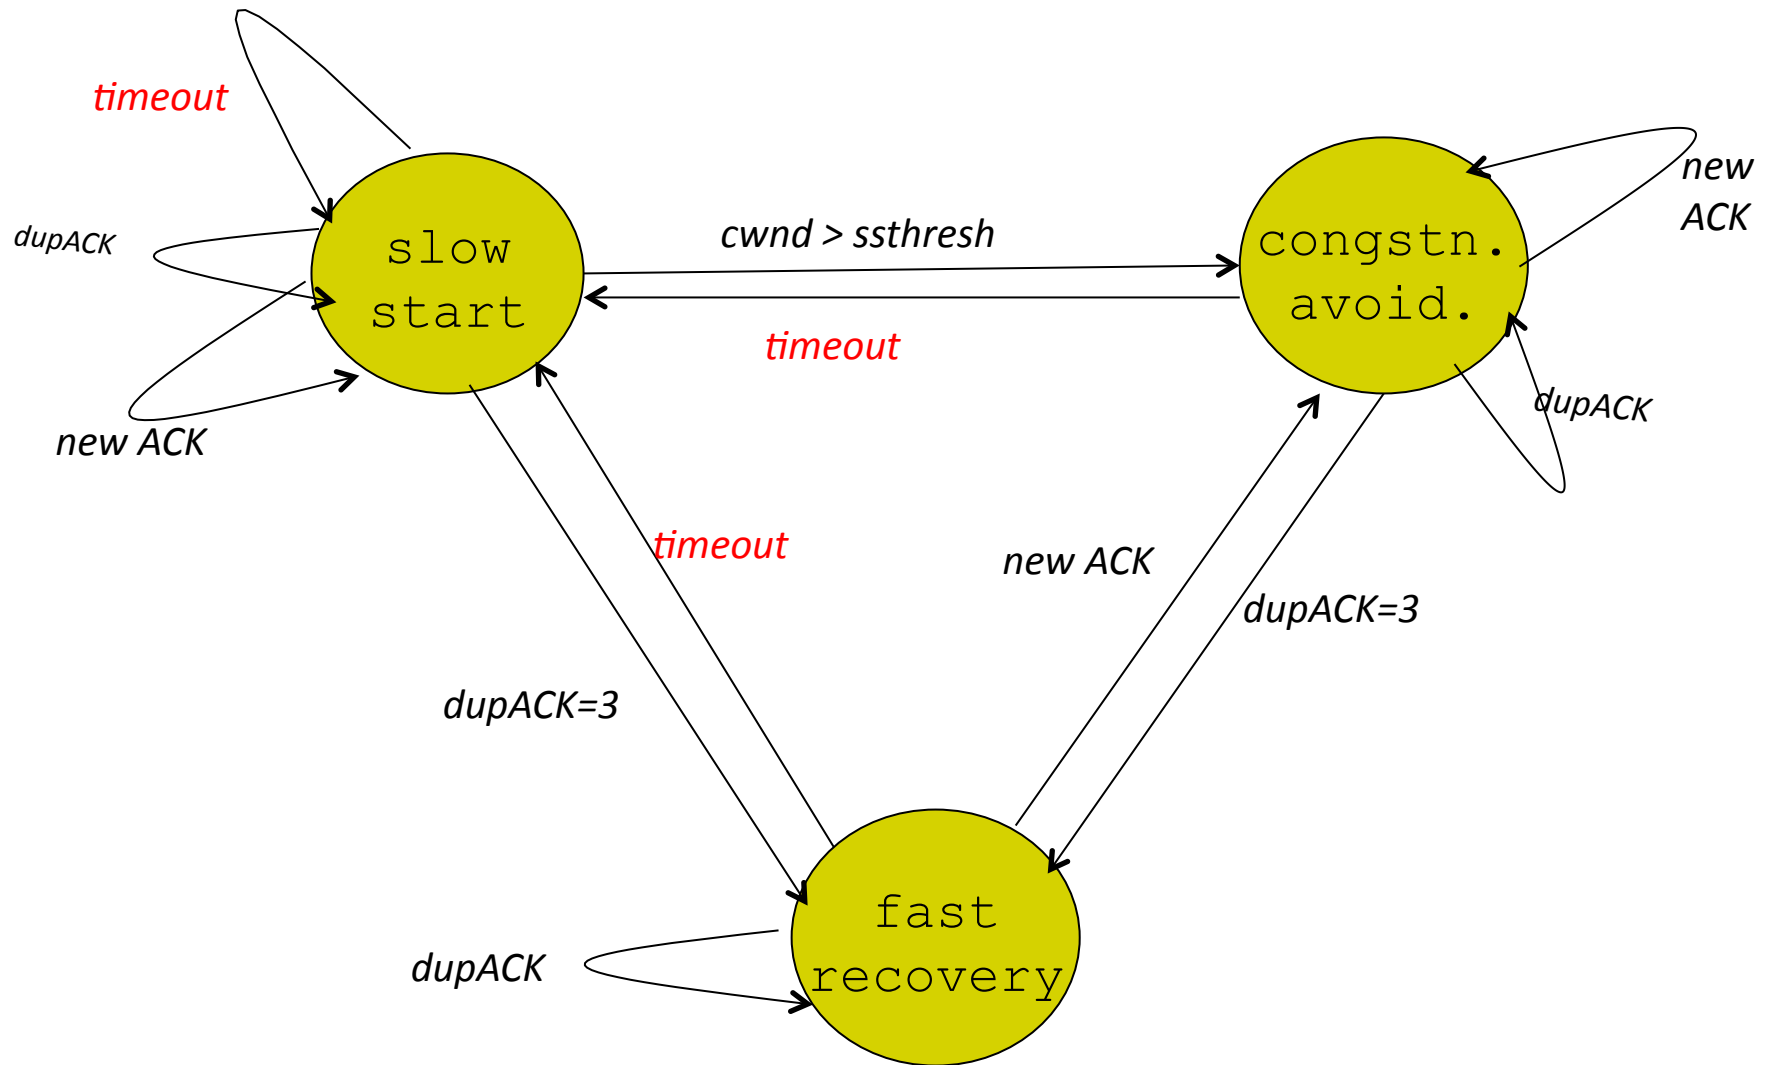 timeout
new
ACK
dupACK
slow
start
cwnd > ssthresh
congstn.
avoid.
timeout
dupACK
new ACK
timeout
new ACK
dupACK=3
dupACK=3
fast
recovery
dupACK